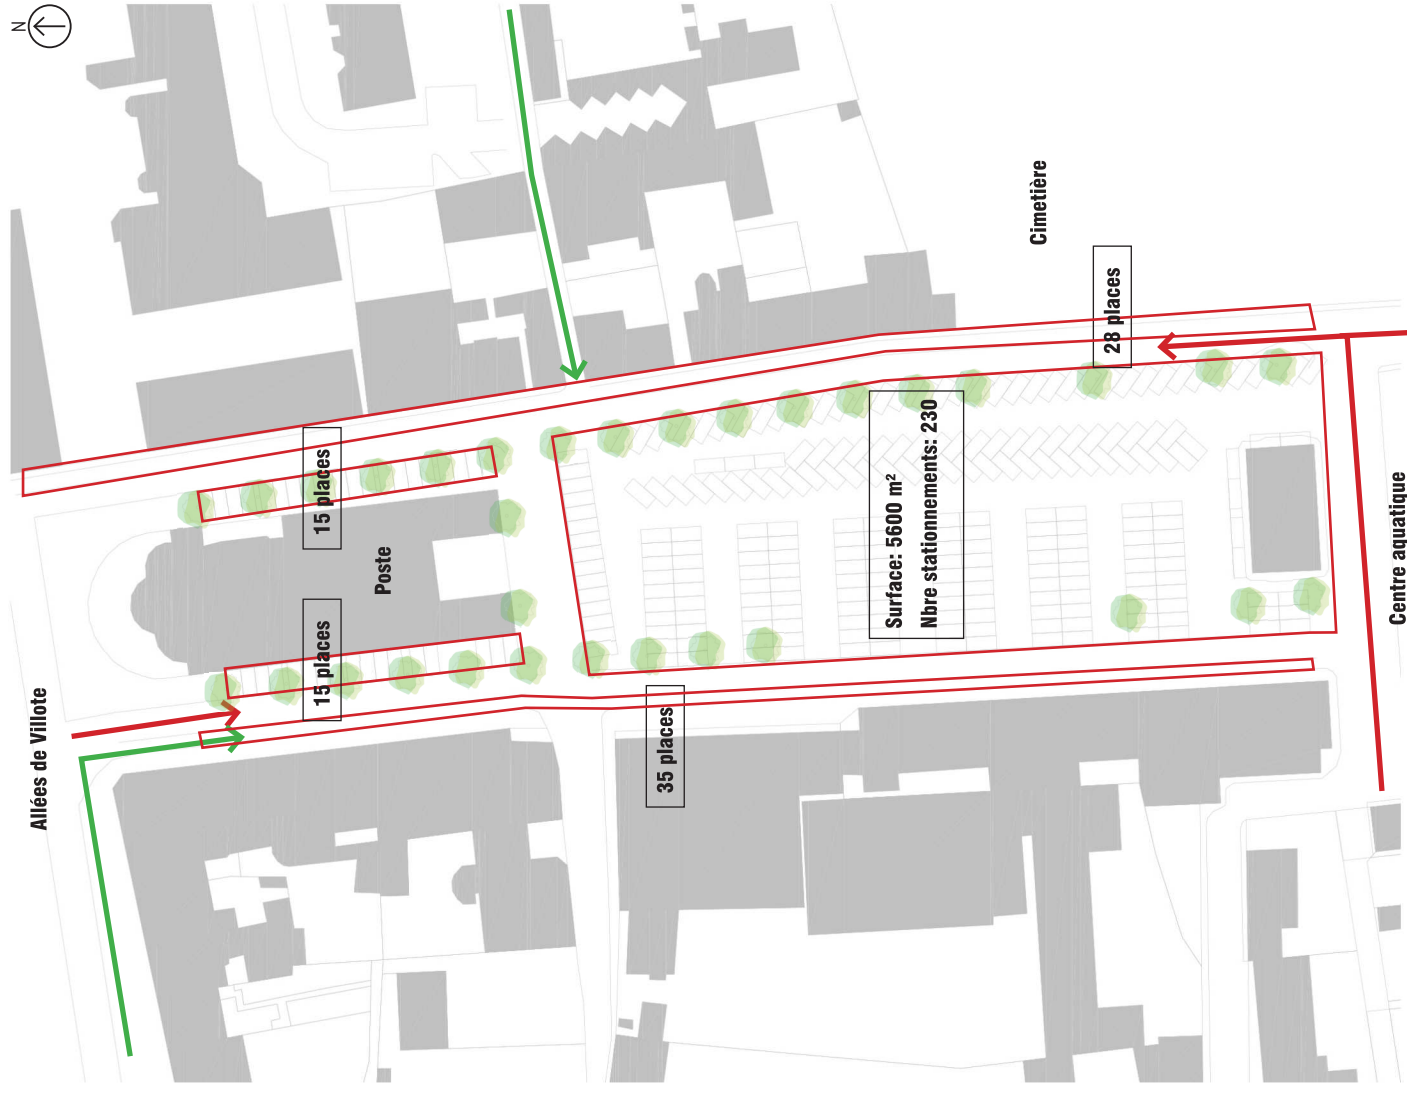 N
Allées de Villote
15 places
15 places
Poste
35 places
Surface: 5600 m²
Nbre stationnements: 230
Cimetière
28 places
Centre aquatique